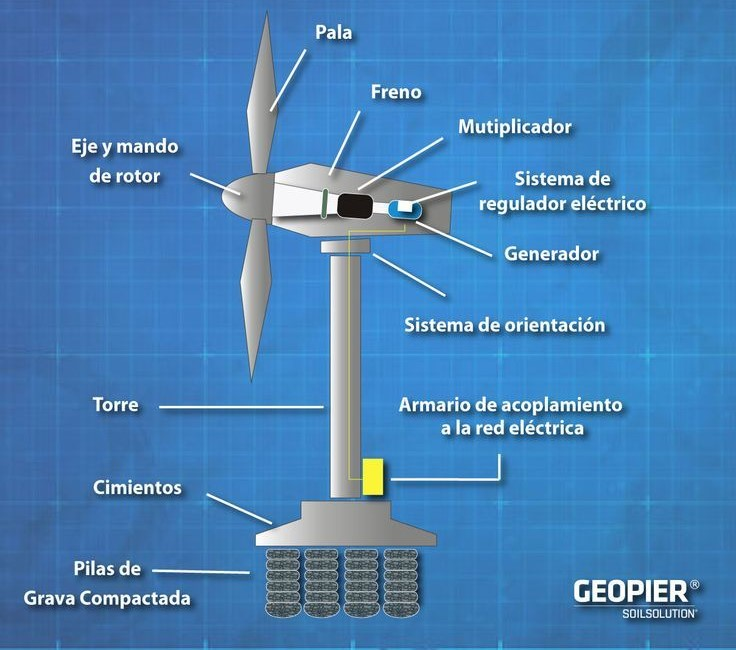 Pala
Freno
Mutiplicador
Eje y mando
de rotor
Sistema de
regulador eléctrico
Generador
Sistema de orientación
Torre
Armario de acoplamiento
a la red eléctrica
Cimientos
Pilas de
Grava Compactada
GEOPIER®
SOILSOLUTION®